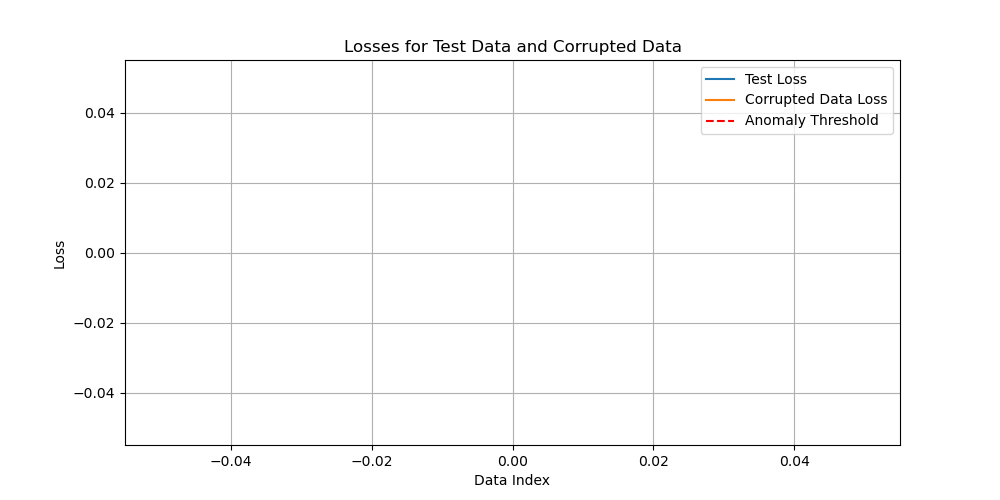 Losses for Test Data and Corrupted Data
Test Loss
Corrupted Data Loss
Anomaly Threshold
0.04
0.02
0.00
−0.02
−0.04
Loss
−0.04
−0.02
0.00
0.02
0.04
Data Index